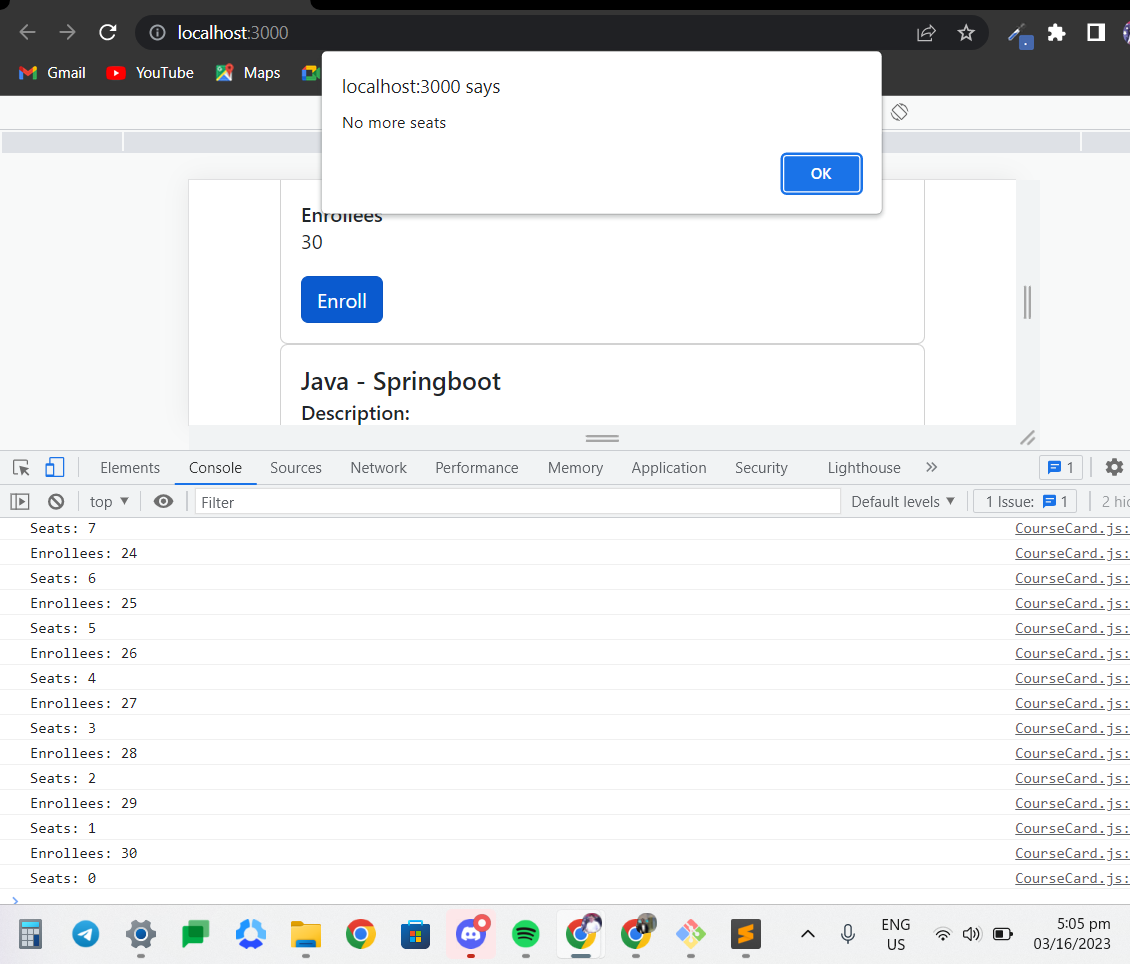 localhost:3000
Gmail YouTube Maps
localhost:3000 says
No more seats
OK
Enrollees
30
Enroll
Java - Springboot
Description:
Elements Console Sources Network Performance Memory Application Security Lighthouse » 1
top ▼ Filter Default levels ▼ 1 Issue: 1 2 hi
Seats: 7 CourseCard.js:
Enrollees: 24 CourseCard.js:
Seats: 6 CourseCard.js:
Enrollees: 25 CourseCard.js:
Seats: 5 CourseCard.js:
Enrollees: 26 CourseCard.js:
Seats: 4 CourseCard.js:
Enrollees: 27 CourseCard.js:
Seats: 3 CourseCard.js:
Enrollees: 28 CourseCard.js:
Seats: 2 CourseCard.js:
Enrollees: 29 CourseCard.js:
Seats: 1 CourseCard.js:
Enrollees: 30 CourseCard.js:
Seats: 0 CourseCard.js:
ENG 5:05 pm
US 03/16/2023